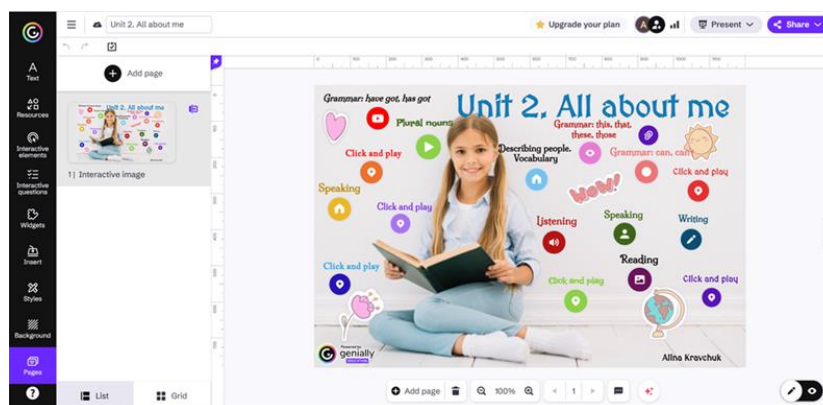 Unit 2. All about me
Upgrade your plan
Present
Share
Text
Resources
Interactive elements
Interactive questions
Widgets
Insert
Styles
Background
Pages
Add page
1| Interactive image
List
Grid
Grammar: have got, has got
Unit 2. All about me
Plural nouns
Grammar: this, that,
these, those
Describing people.
Vocabulary
Grammar: can, can't
Click and play
Click and play
Speaking
Click and play
WOW!
Listening
Speaking
Writing
Click and play
Reading
Click and play
Click and play
Powered by
genially
Alina Kravchuk
Add page
100%
1